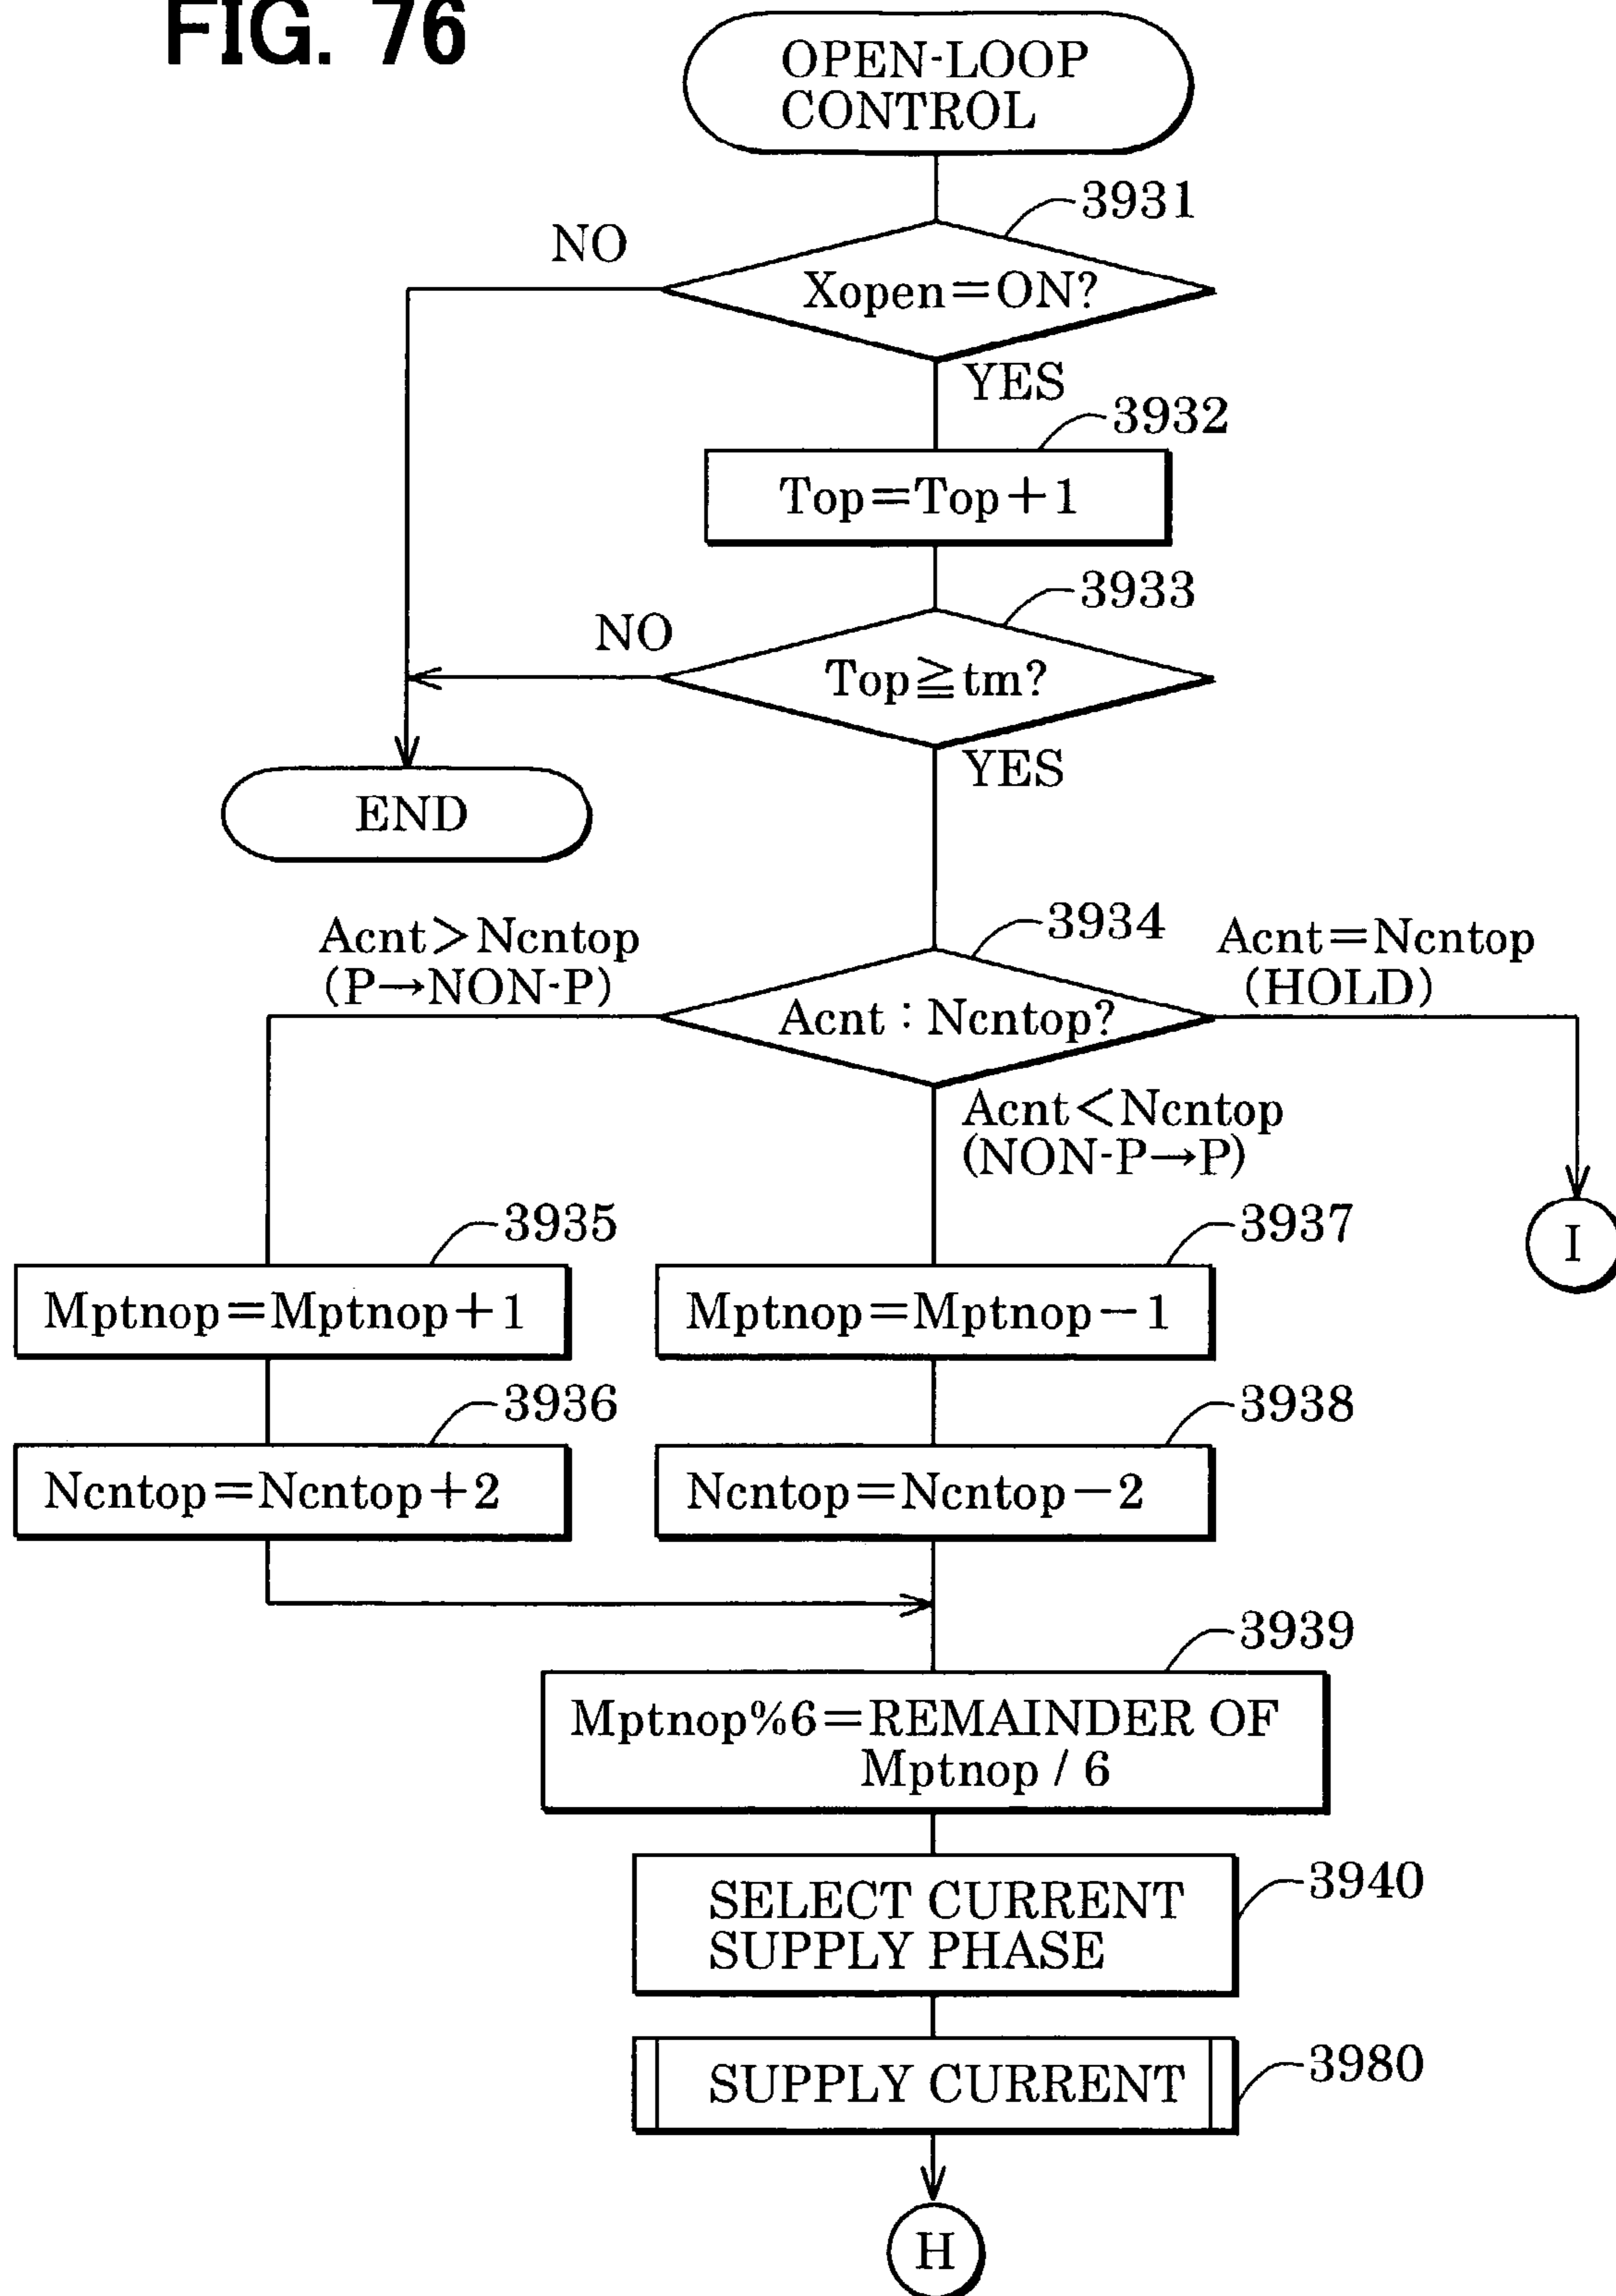 FIG. 76
OPEN-LOOP
CONTROL
3931
NO
Xopen=ON?
YES
3932
Top=Top+1
3933
NO
Top≧tm?
YES
END
3934
Acnt>Ncntop
(P→NON-P)
Acnt=Ncntop
(HOLD)
Acnt:Ncntop?
Acnt<Ncntop
(NON-P→P)
I
3935
3937
Mptnop=Mptnop+1
Mptnop=Mptnop−1
3936
3938
Ncntop=Ncntop+2
Ncntop=Ncntop−2
3939
Mptnop%6=REMAINDER OF
Mptnop / 6
3940
SELECT CURRENT
SUPPLY PHASE
3980
SUPPLY CURRENT
H